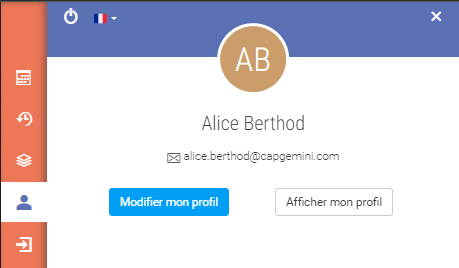 AB
Alice Berthod
alice.berthod@capgemini.com
Modifier mon profil
Afficher mon profil